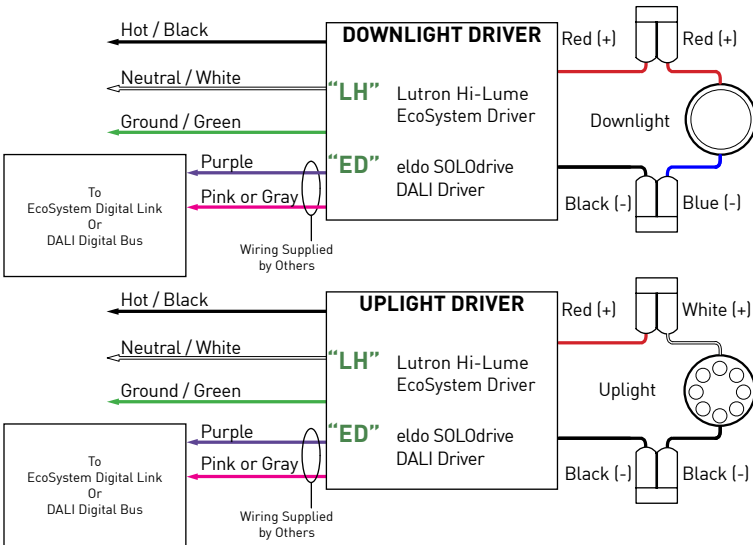 Hot / Black
DOWNLIGHT DRIVER
Red (+)
Red (+)
Neutral / White
"LH"
Lutron Hi-Lume
EcoSystem Driver
Ground / Green
Downlight
Purple
"ED"
eldo SOLOdrive
DALI Driver
To
EcoSystem Digital Link
Or
DALI Digital Bus
Pink or Gray
Black (-)
Blue (-)
Wiring Supplied
by Others
Hot / Black
UPLIGHT DRIVER
Red (+)
White (+)
Neutral / White
"LH"
Lutron Hi-Lume
EcoSystem Driver
Ground / Green
Uplight
Purple
"ED"
eldo SOLOdrive
DALI Driver
To
EcoSystem Digital Link
Or
DALI Digital Bus
Pink or Gray
Black (-)
Black (-)
Wiring Supplied
by Others